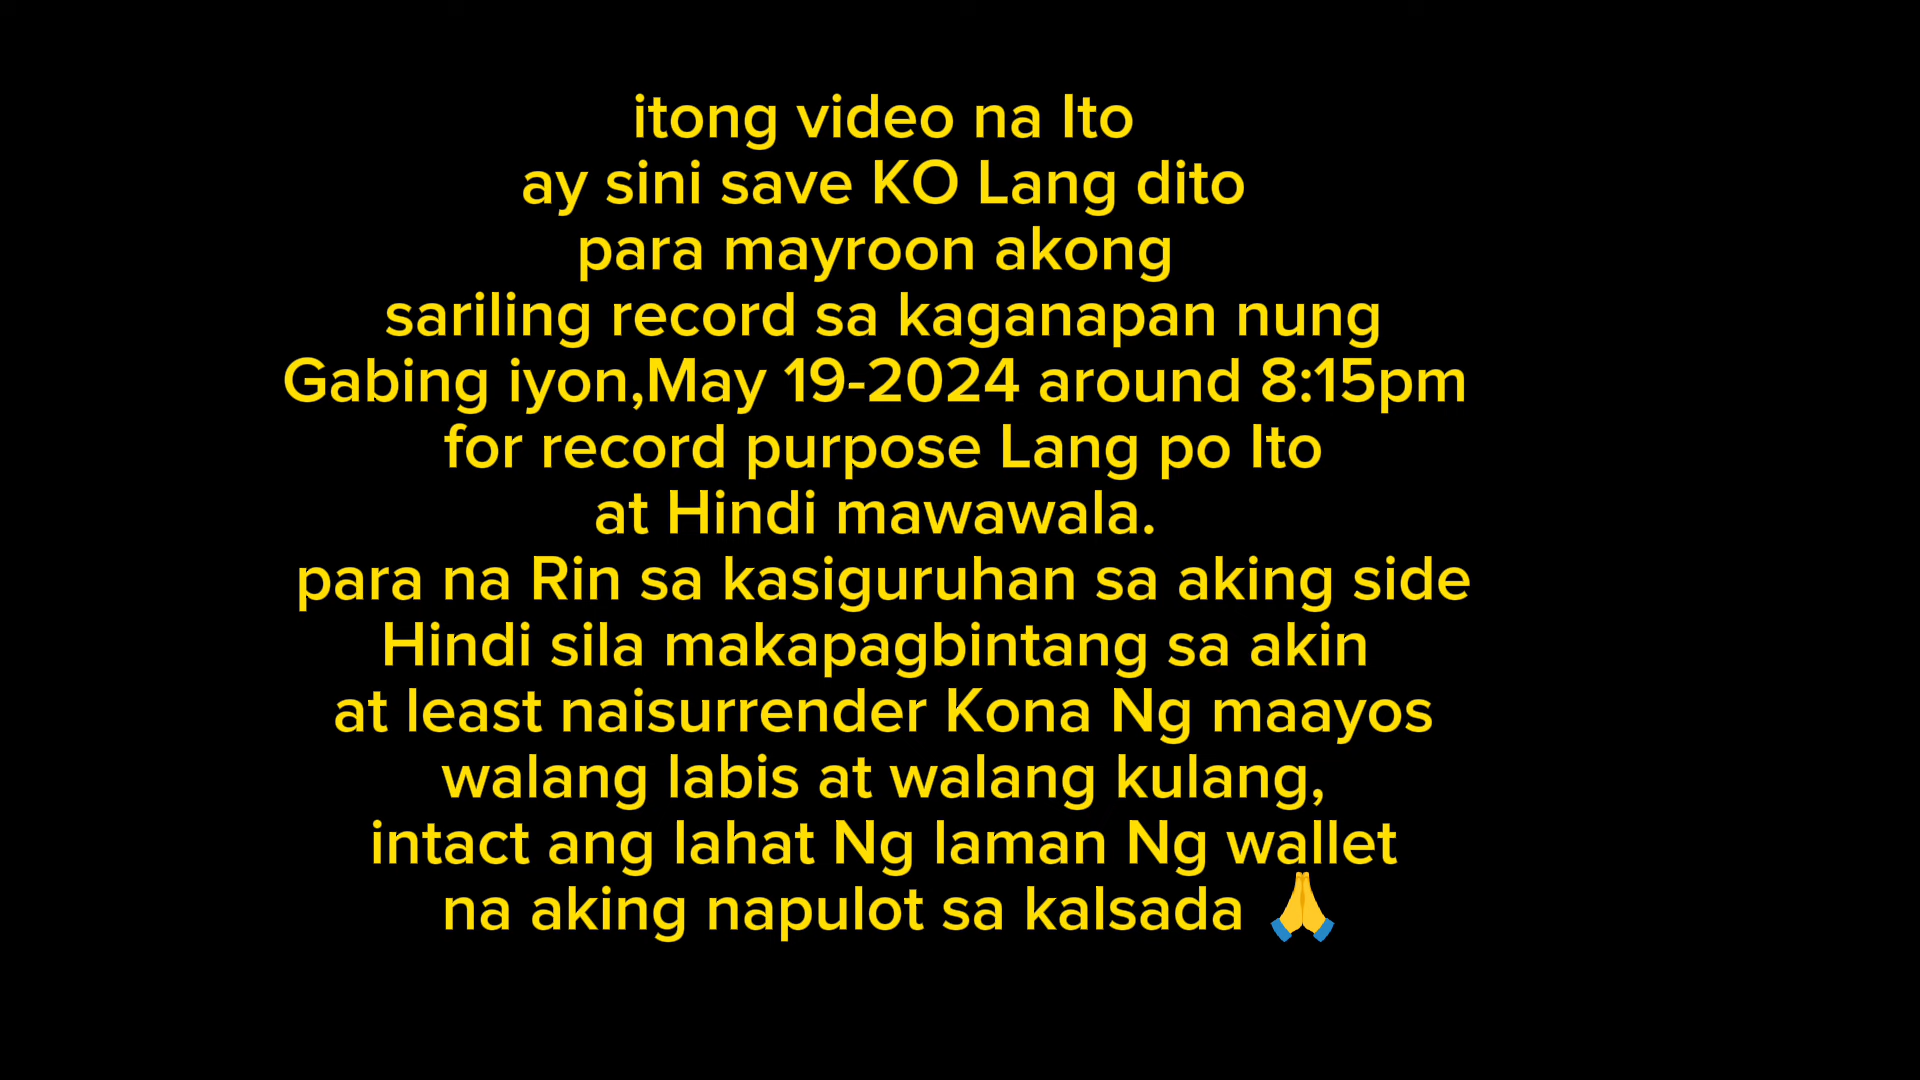 itong video na Ito
ay sini save KO Lang dito
para mayroon akong
sariling record sa kaganapan nung
Gabing iyon,May 19-2024 around 8:15pm
for record purpose Lang po Ito
at Hindi mawawala.
para na Rin sa kasiguruhan sa aking side
Hindi sila makapagbintang sa akin
at least naisurrender Kona Ng maayos
walang labis at walang kulang,
intact ang lahat Ng laman Ng wallet
na aking napulot sa kalsada 🙏